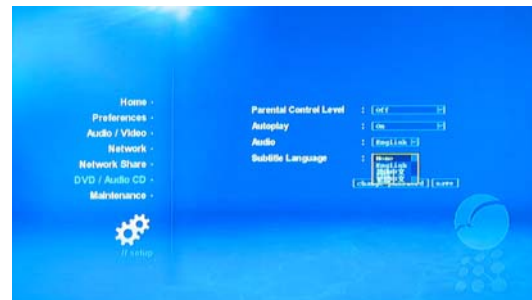 Home
Preferences
Audio / Video
Network
Network Share
DVD / Audio CD
Maintenance
// setup
Parental Control Level : Off
Autoplay : On
Audio : English
Subtitle Language : None
English
change password save